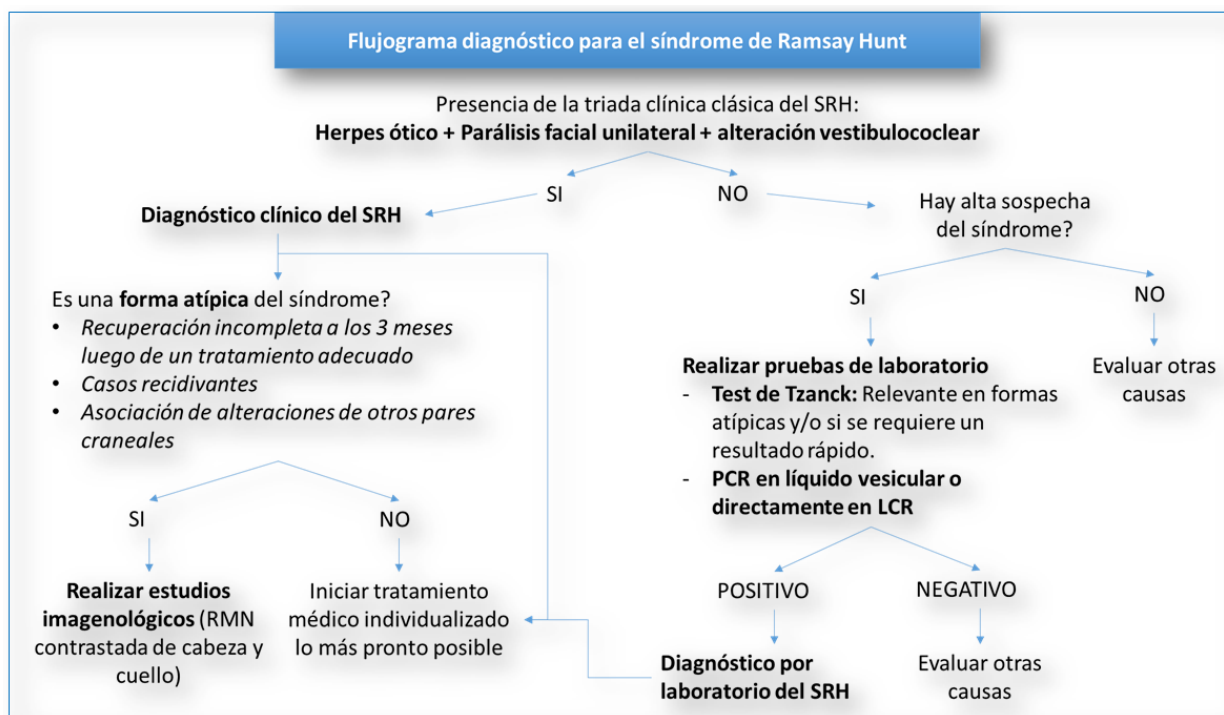 Flujograma diagnóstico para el síndrome de Ramsay Hunt
Presencia de la triada clínica clásica del SRH:
Herpes ótico + Parálisis facial unilateral + alteración vestibulococlear
SI
NO
Diagnóstico clínico del SRH
Es una forma atípica del síndrome?
• Recuperación incompleta a los 3 meses
luego de un tratamiento adecuado
• Casos recidivantes
• Asociación de alteraciones de otros pares
craneales
SI
NO
Realizar estudios
imagenológicos (RMN
contrastada de cabeza y
cuello)
Iniciar tratamiento
médico individualizado
lo más pronto posible
Hay alta sospecha
del síndrome?
SI
NO
Realizar pruebas de laboratorio
- Test de Tzanck: Relevante en formas
atípicas y/o si se requiere un
resultado rápido.
- PCR en líquido vesicular o
directamente en LCR
Evaluar otras
causas
POSITIVO
NEGATIVO
Diagnóstico por
laboratorio del SRH
Evaluar otras
causas